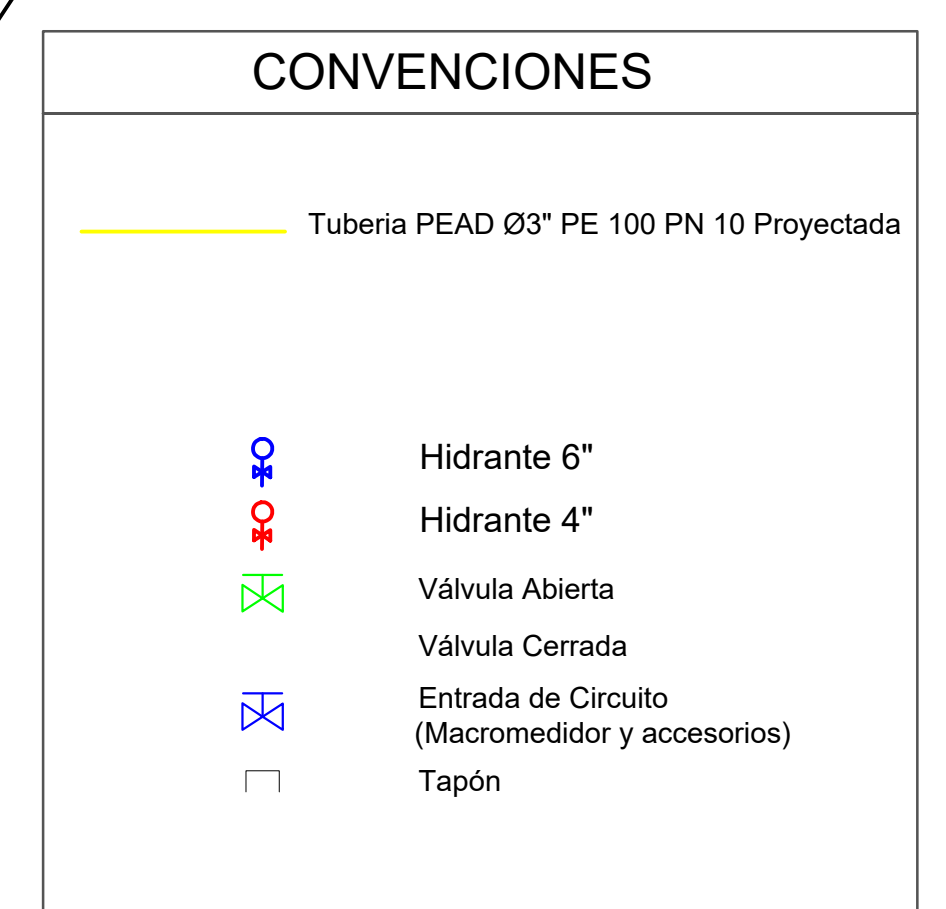 CONVENCIONES
Tuberia PEAD Ø3" PE 100 PN 10 Proyectada
Hidrante 6"
Hidrante 4"
Válvula Abierta
Válvula Cerrada
Entrada de Circuito
(Macromedidor y accesorios)
Tapón